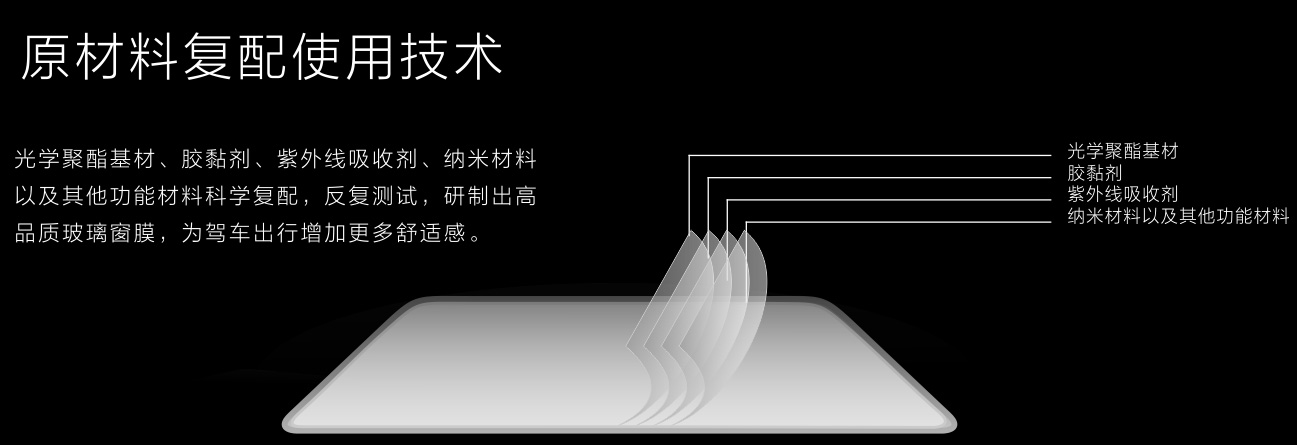 原材料复配使用技术
光学聚酯基材、胶黏剂、紫外线吸收剂、纳米材料
以及其他功能材料科学复配，反复测试，研制出高
品质玻璃窗膜，为驾车出行增加更多舒适感。
光学聚酯基材
胶黏剂
紫外线吸收剂
纳米材料以及其他功能材料